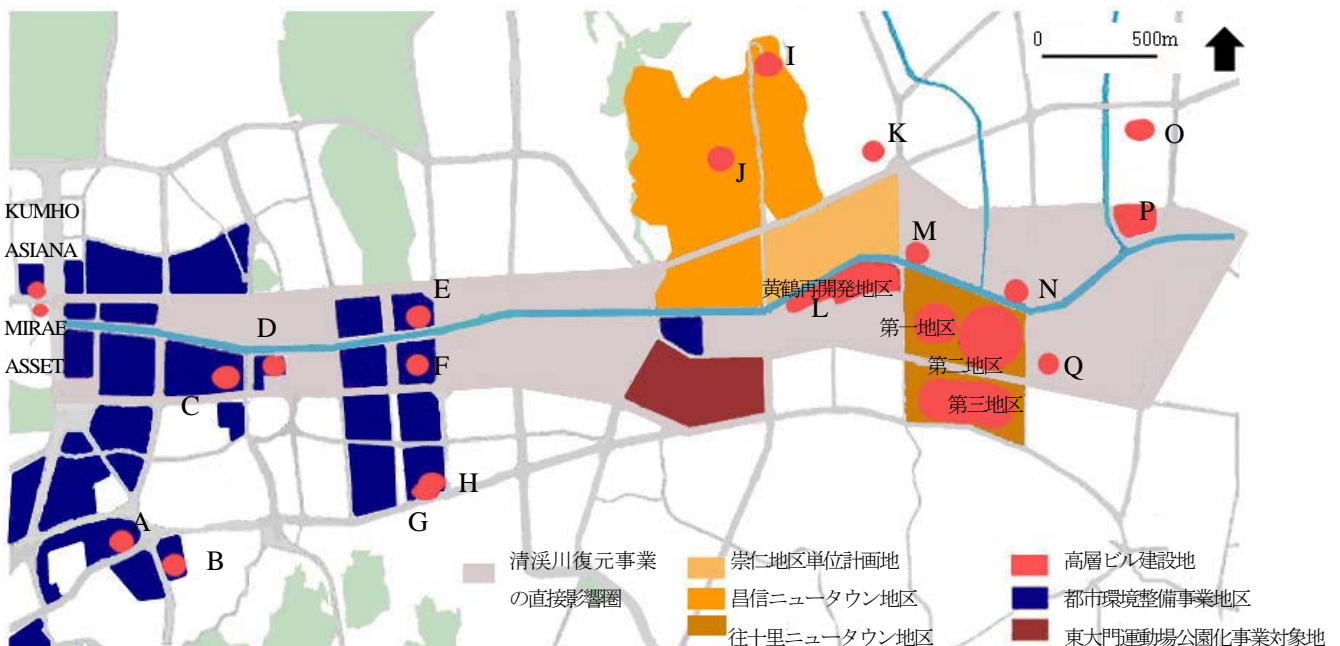 0 500m
I
K
O
J
KUMHO
P
ASIANA
M
E
黄鶴再開発地区
N
D
L
MIRAE
第一地区
ASSET
F
第二地区
Q
C
第三地区
H
G
A
B
清渓川復元事業
の直接影響圏
崇仁地区単位計画地
昌信ニュータウン地区
往十里ニュータウン地区
高層ビル建設地
都市環境整備事業地区
東大門運動場公園化事業対象地